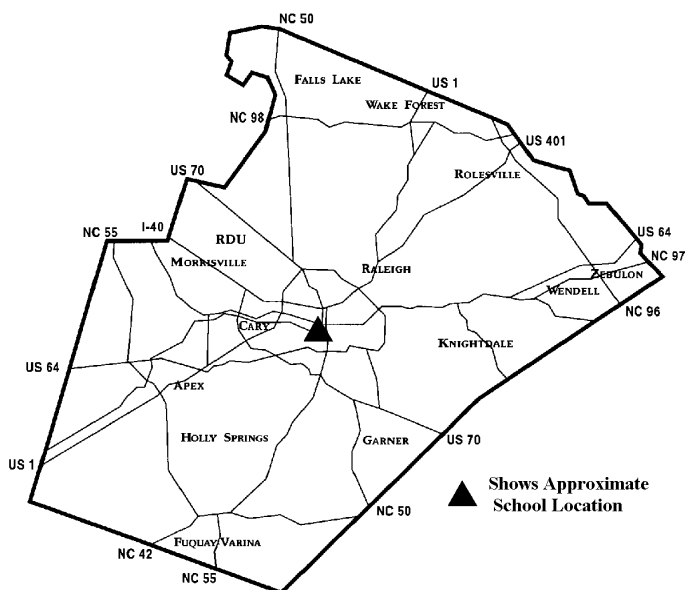 NC 50
FALLS LAKE
US 1
WAKE FOREST
NC 98
US 401
US 70
ROLESVILLE
NC 55
I-40
RDU
US 64
MORRISVILLE
RALEIGH
NC 97
ZEBULON
WENDELL
NC 96
CARY
KNIGHTDALE
US 64
APEX
HOLLY SPRINGS
GARNER
US 70
US 1
Shows Approximate
School Location
NC 50
FUQUAY-VARINA
NC 42
NC 55